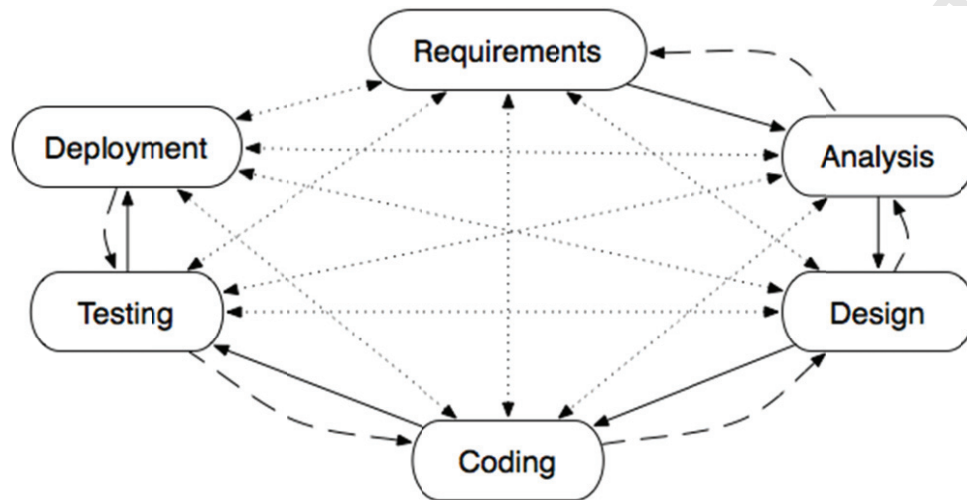 Requirements
Deployment
Analysis
Testing
Design
Coding